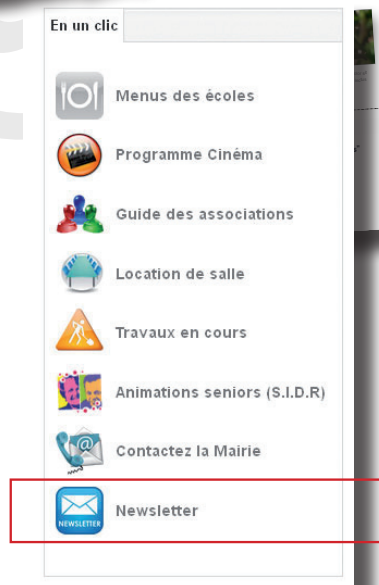 En un clic
Menus des écoles
Programme Cinéma
Guide des associations
Location de salle
Travaux en cours
Animations seniors (S.I.D.R)
Contactez la Mairie
NEWSLETTER
Newsletter